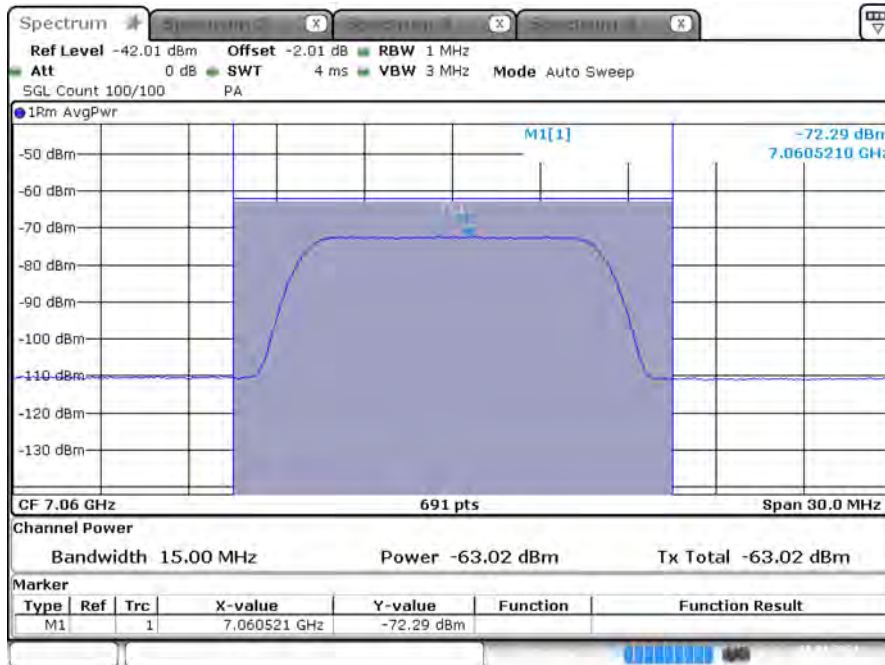 Spectrum X X X
Ref Level -42.01 dBm Offset -2.01 dB RBW 1 MHz
Att 0 dB SWT 4 ms VBW 3 MHz Mode Auto Sweep
SGL Count 100/100 PA
1Rm AvgPwr
M1[1] -72.29 dBm
7.0605210 GHz
-50 dBm
-60 dBm
-70 dBm
-80 dBm
-90 dBm
-100 dBm
-110 dBm
-120 dBm
-130 dBm
CF 7.06 GHz 691 pts Span 30.0 MHz
Channel Power
Bandwidth 15.00 MHz Power -63.02 dBm Tx Total -63.02 dBm
Marker
Type Ref Trc X-value Y-value Function Function Result
M1 1 7.060521 GHz -72.29 dBm